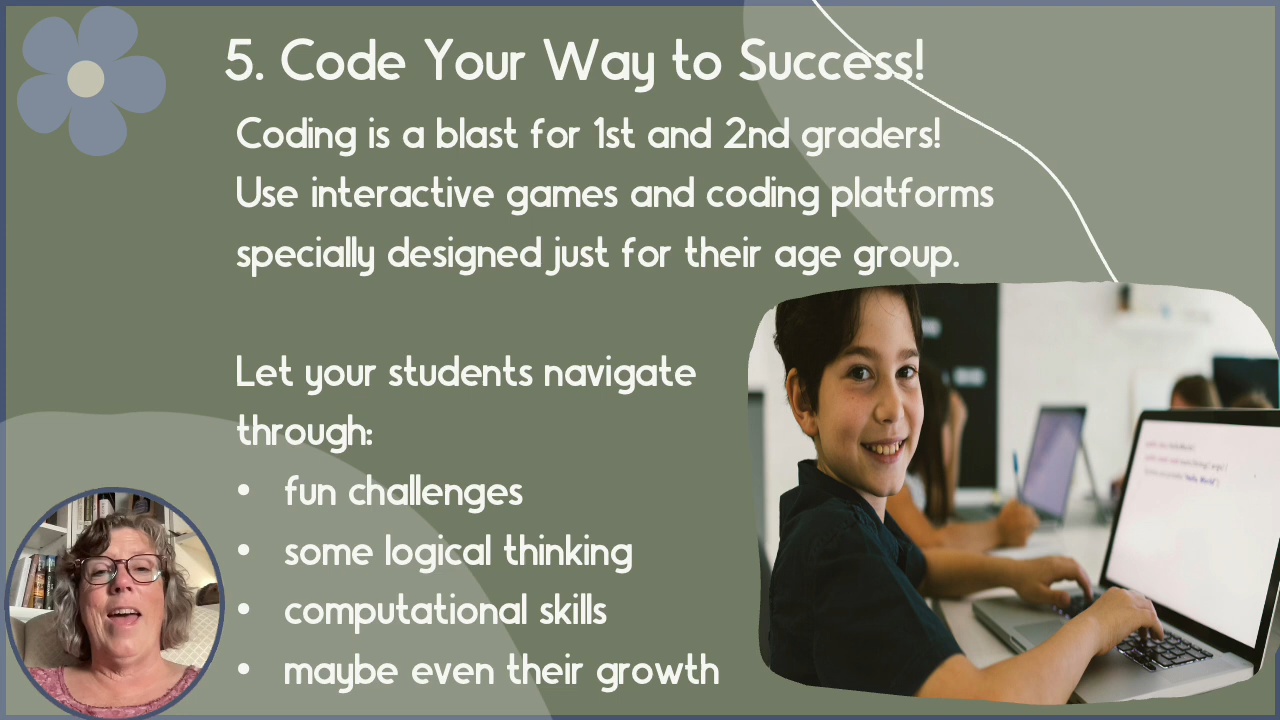 5. Code Your Way to Success!
Coding is a blast for 1st and 2nd graders!
Use interactive games and coding platforms
specially designed just for their age group.
Let your students navigate
through:
• fun challenges
• some logical thinking
• computational skills
• maybe even their growth